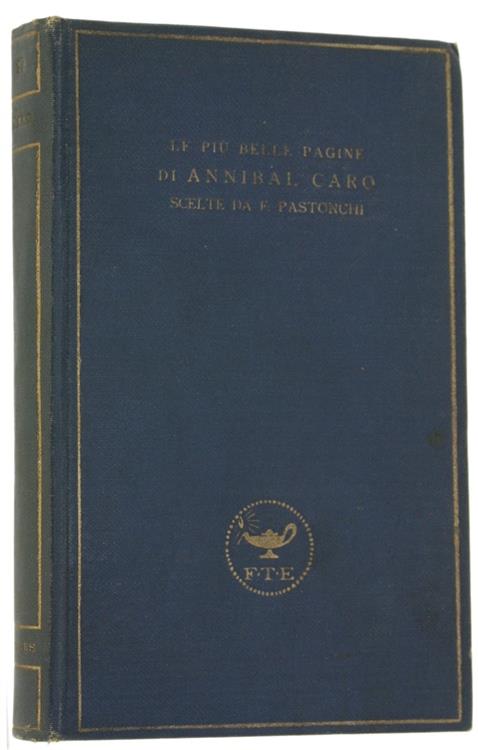 LE PIÙ BELLE PAGINE
DI ANNIBAL CARO
SCELTE DA F. PASTONCHI
F·T·E